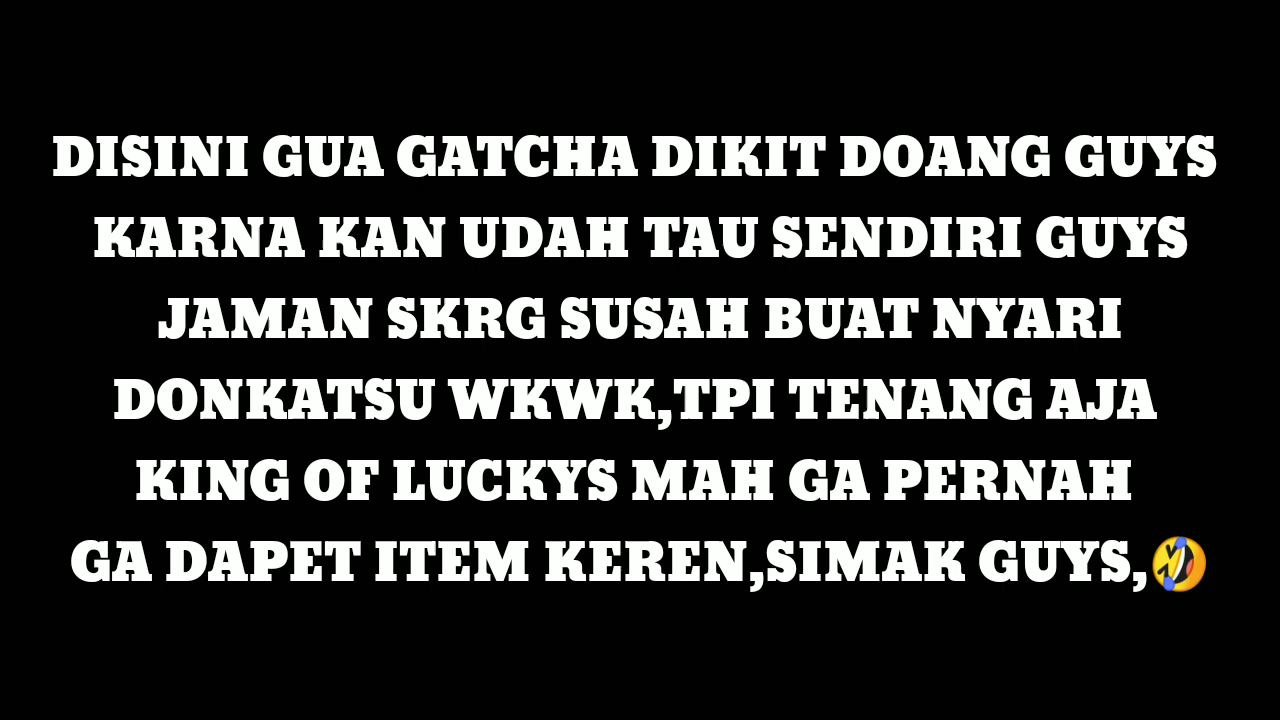 DISINI GUA GATCHA DIKIT DOANG GUYS
KARNA KAN UDAH TAU SENDIRI GUYS
JAMAN SKRG SUSAH BUAT NYARI
DONKATSU WKWK,TPI TENANG AJA
KING OF LUCKYS MAH GA PERNAH
GA DAPET ITEM KEREN,SIMAK GUYS,🤣